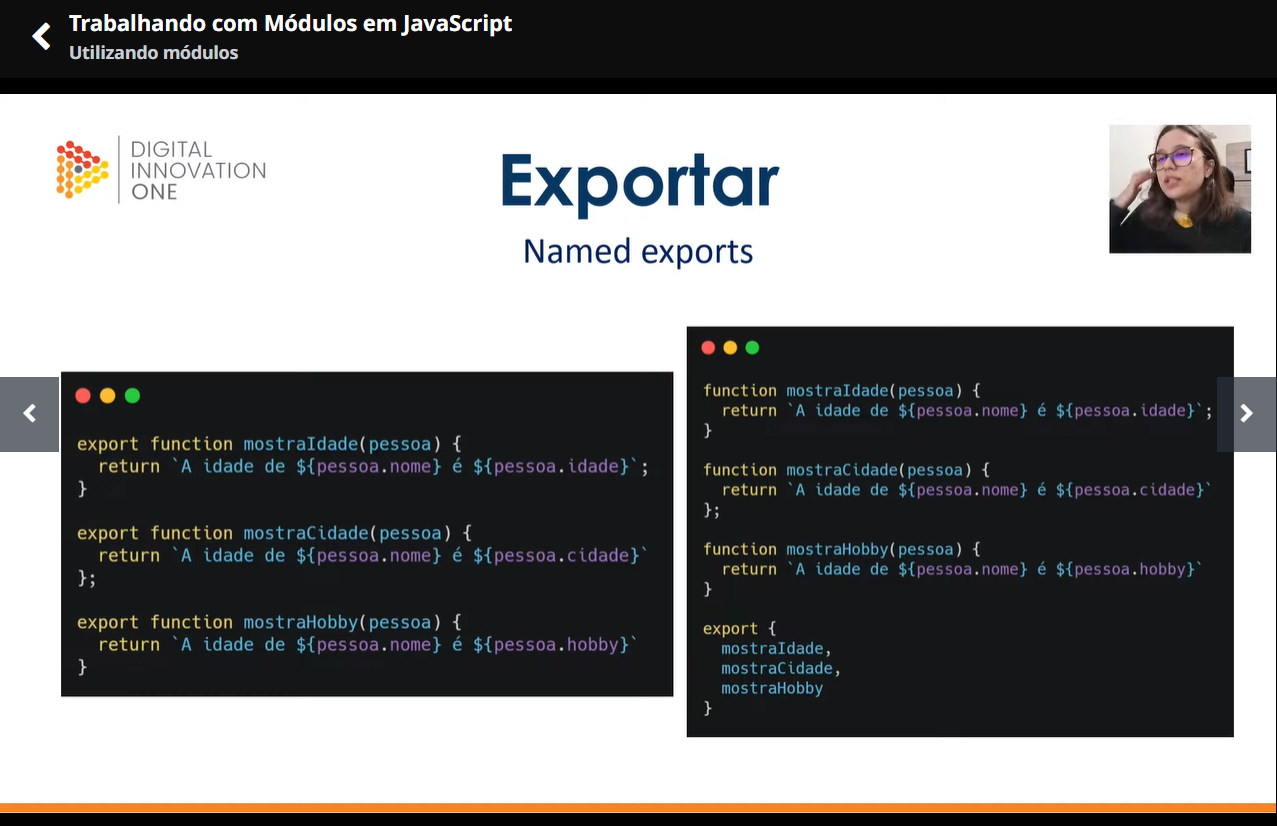 Trabalhando com Módulos em JavaScript
Utilizando módulos
DIGITAL
INNOVATION
ONE
Exportar
Named exports
export function mostraIdade(pessoa) {
  return `A idade de ${pessoa.nome} é ${pessoa.idade}`;
}
export function mostraCidade(pessoa) {
  return `A idade de ${pessoa.nome} é ${pessoa.cidade}`
};
export function mostraHobby(pessoa) {
  return `A idade de ${pessoa.nome} é ${pessoa.hobby}`
}
function mostraIdade(pessoa) {
  return `A idade de ${pessoa.nome} é ${pessoa.idade}`;
}
function mostraCidade(pessoa) {
  return `A idade de ${pessoa.nome} é ${pessoa.cidade}`
};
function mostraHobby(pessoa) {
  return `A idade de ${pessoa.nome} é ${pessoa.hobby}`
}
export {
  mostraIdade,
  mostraCidade,
  mostraHobby
}